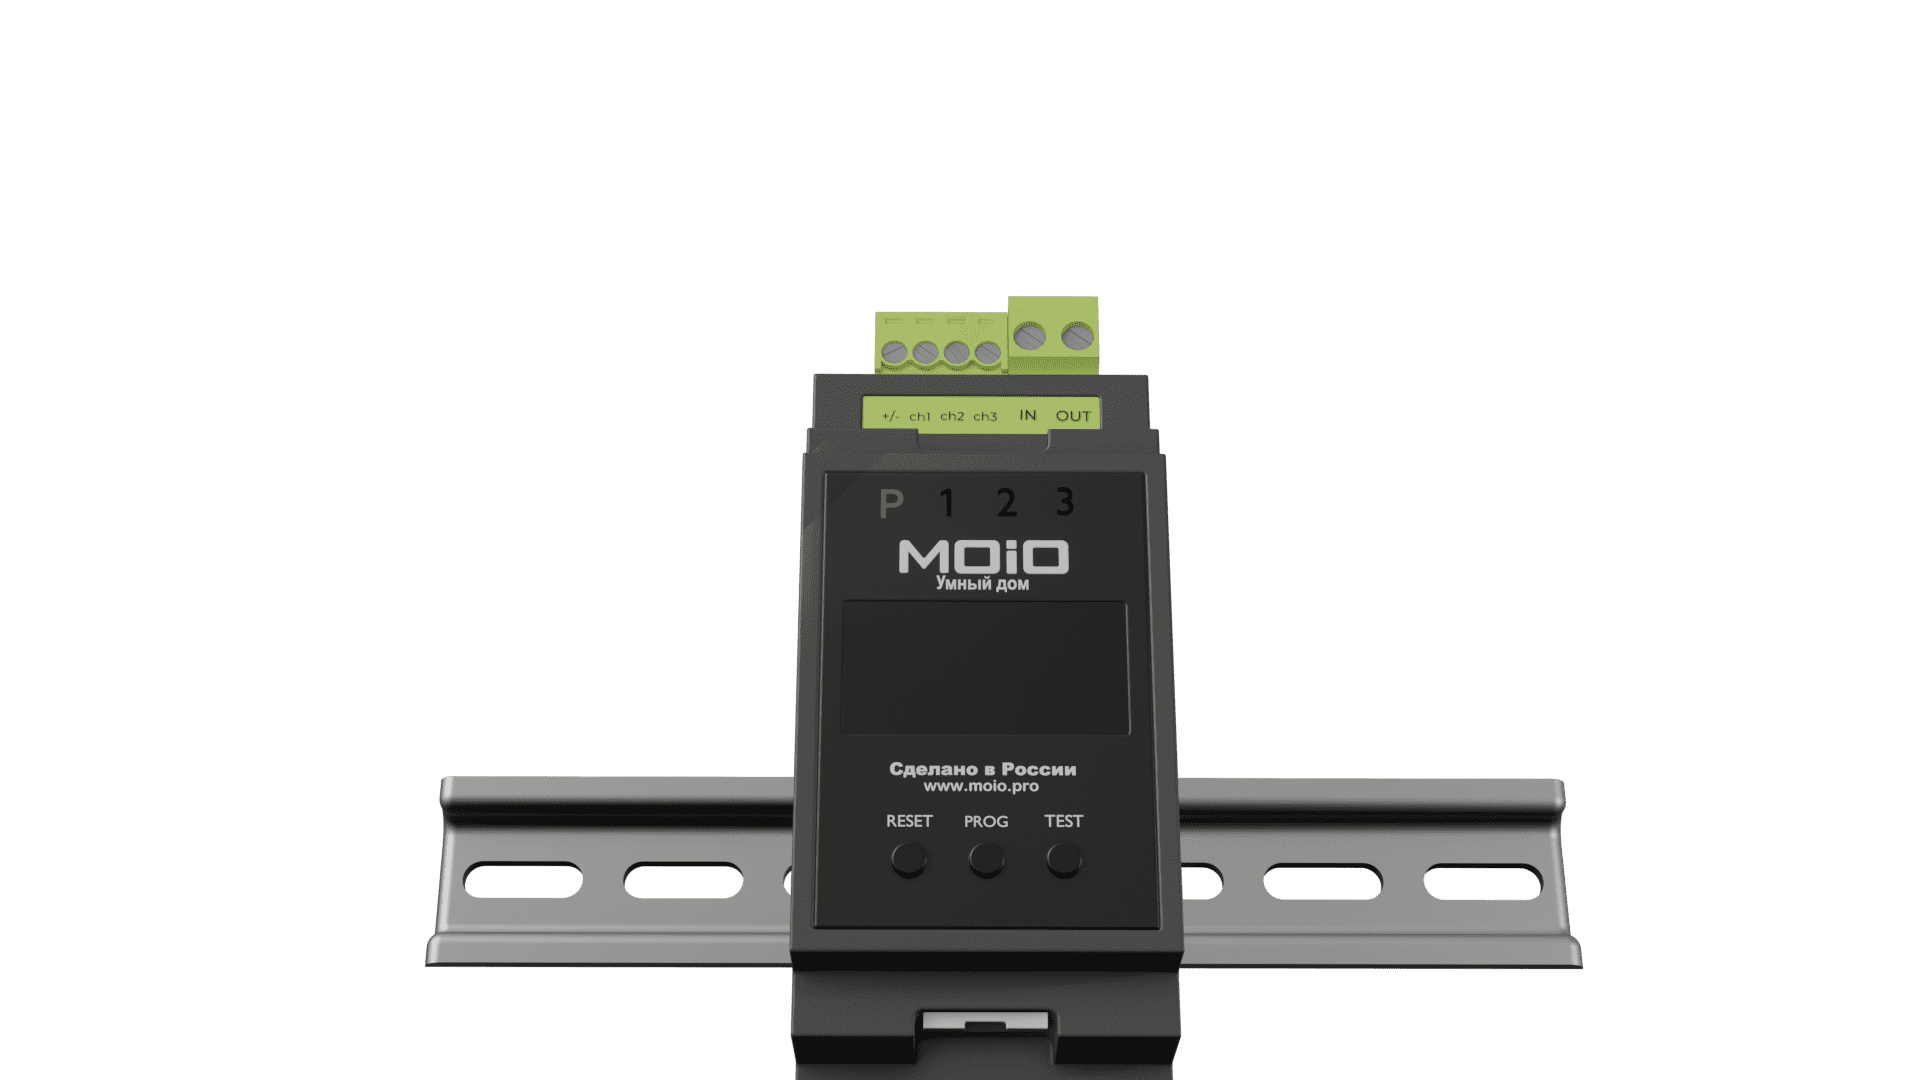 +/- ch1 ch2 ch3 IN OUT
P 1 2 3
MOiO
Умный дом
Сделано в России
www.moio.pro
RESET PROG TEST